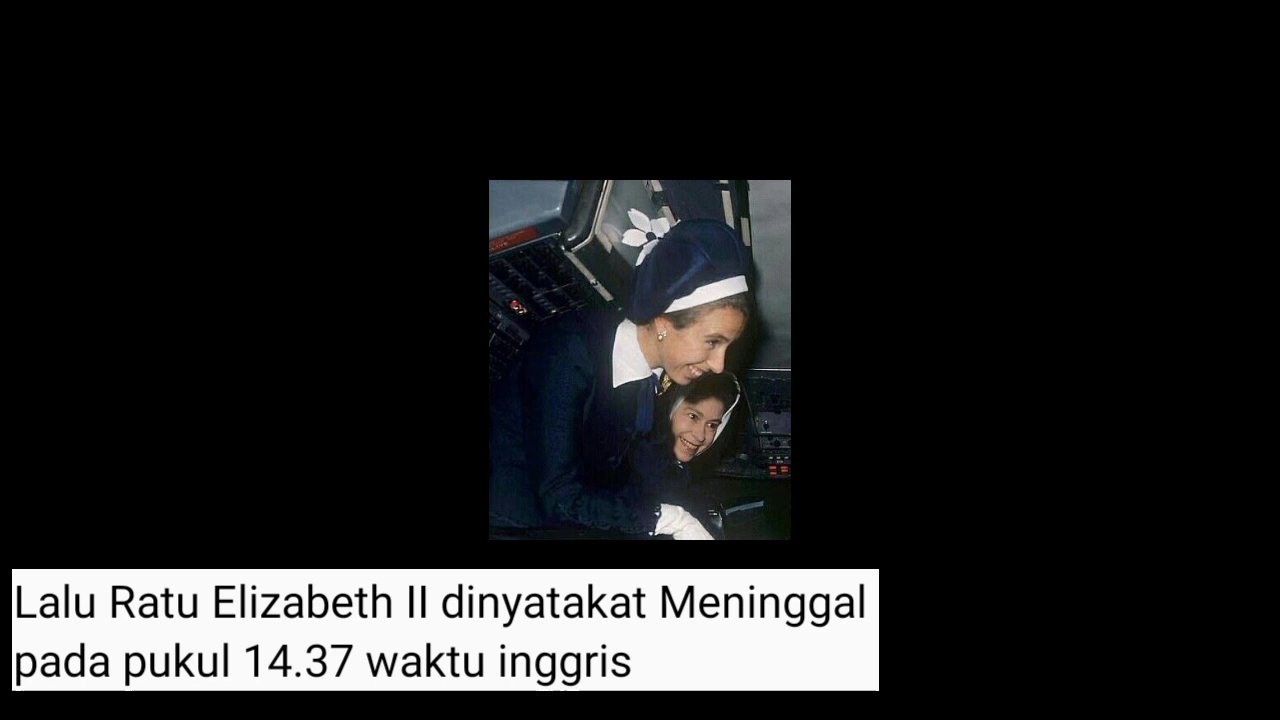 Lalu Ratu Elizabeth II dinyatakat Meninggal
pada pukul 14.37 waktu inggris